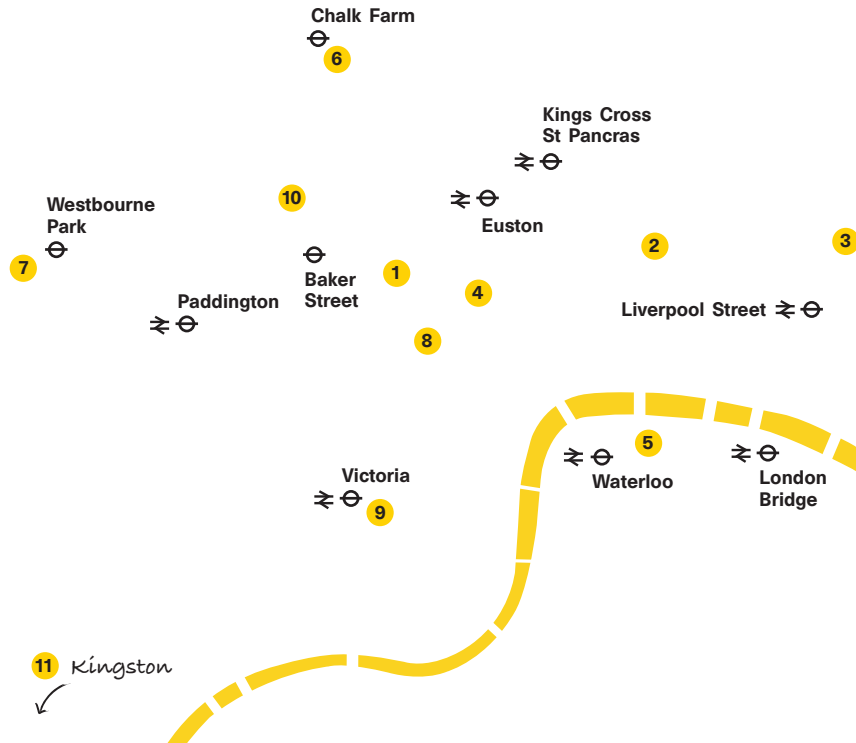 Chalk Farm
6
Kings Cross
St Pancras
10
Westbourne
Park
Euston
2
3
7
Baker
Street
1
4
Paddington
Liverpool Street
8
5
Victoria
Waterloo
London
Bridge
9
11 Kingston